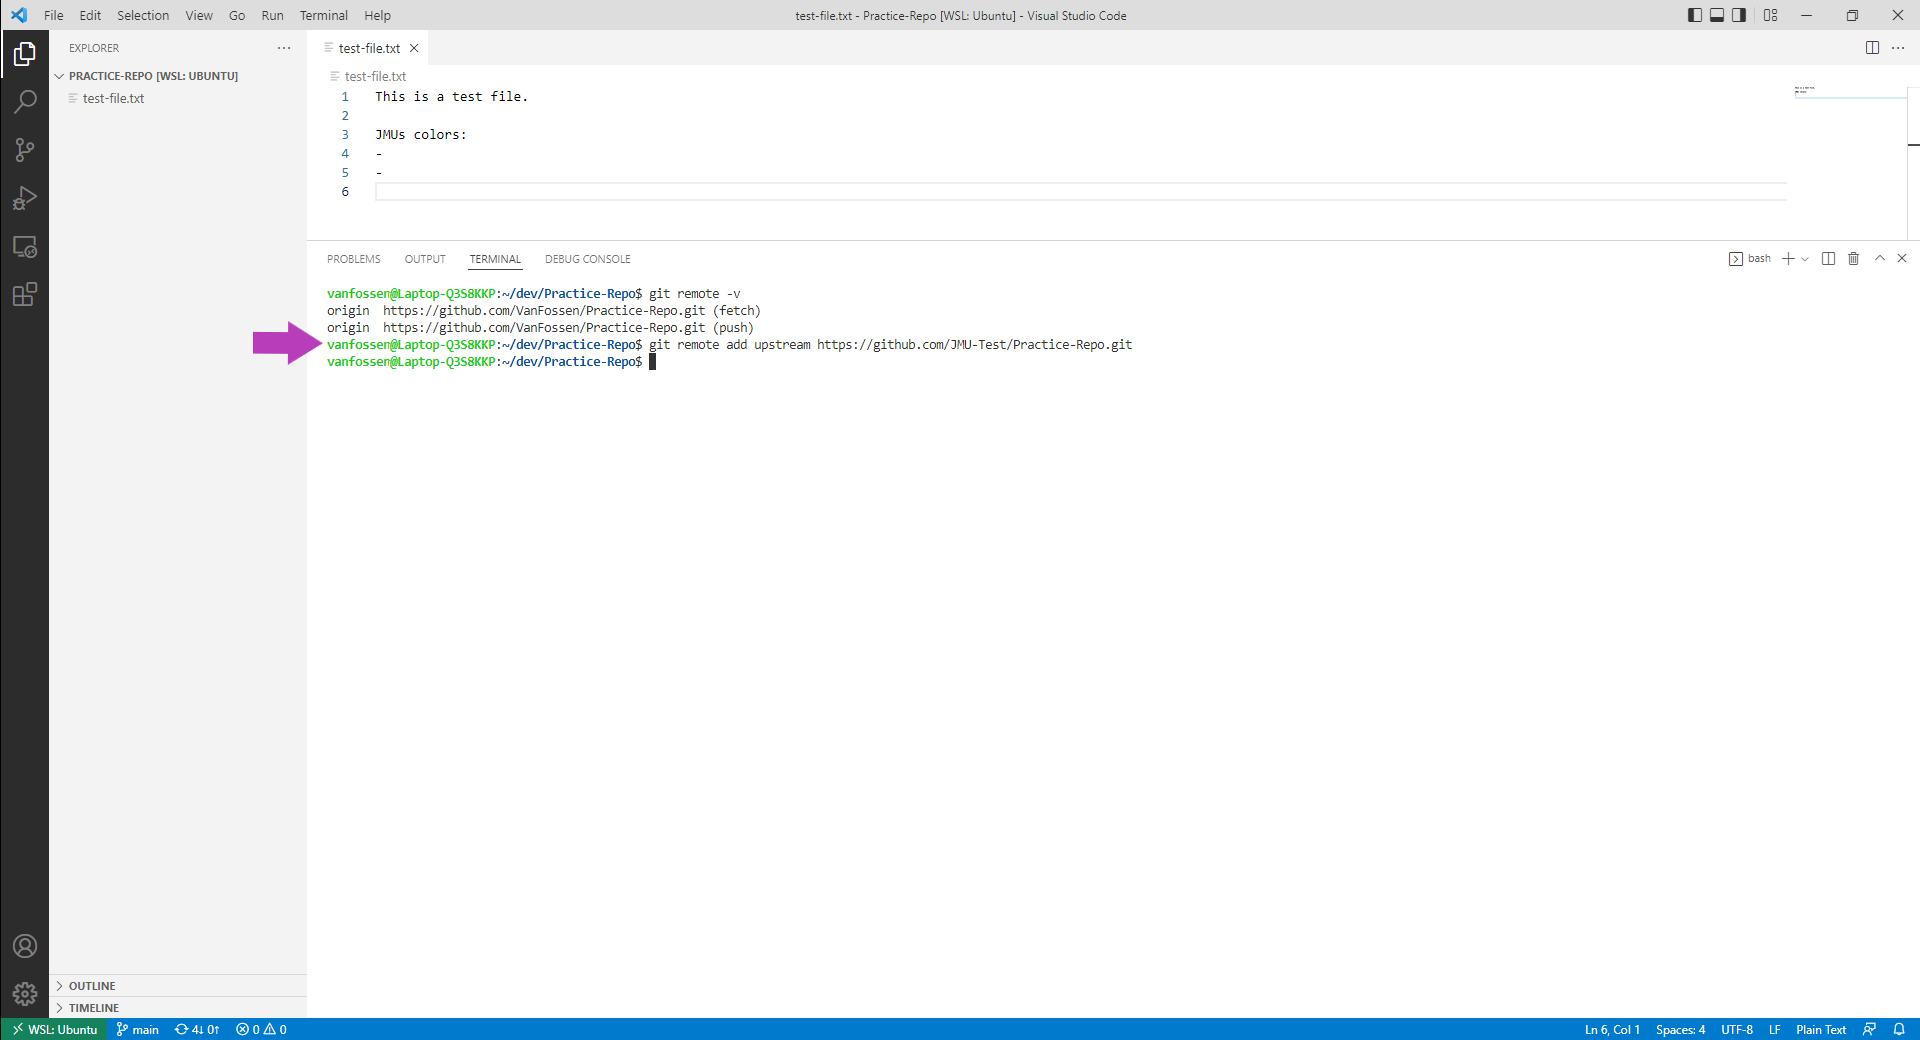 File Edit Selection View Go Run Terminal Help
test-file.txt - Practice-Repo [WSL: Ubuntu] - Visual Studio Code
EXPLORER
PRACTICE-REPO [WSL: UBUNTU]
test-file.txt
test-file.txt
test-file.txt
1 This is a test file.
2
3 JMUs colors:
4 -
5 -
6
PROBLEMS OUTPUT TERMINAL DEBUG CONSOLE
bash
vanfossen@Laptop-Q3S8KKP:~/dev/Practice-Repo$ git remote -v
origin https://github.com/VanFossen/Practice-Repo.git (fetch)
origin https://github.com/VanFossen/Practice-Repo.git (push)
vanfossen@Laptop-Q3S8KKP:~/dev/Practice-Repo$ git remote add upstream https://github.com/JMU-Test/Practice-Repo.git
vanfossen@Laptop-Q3S8KKP:~/dev/Practice-Repo$
OUTLINE
TIMELINE
WSL: Ubuntu main 4↓ 0↑ 0 0 Ln 6, Col 1 Spaces: 4 UTF-8 LF Plain Text